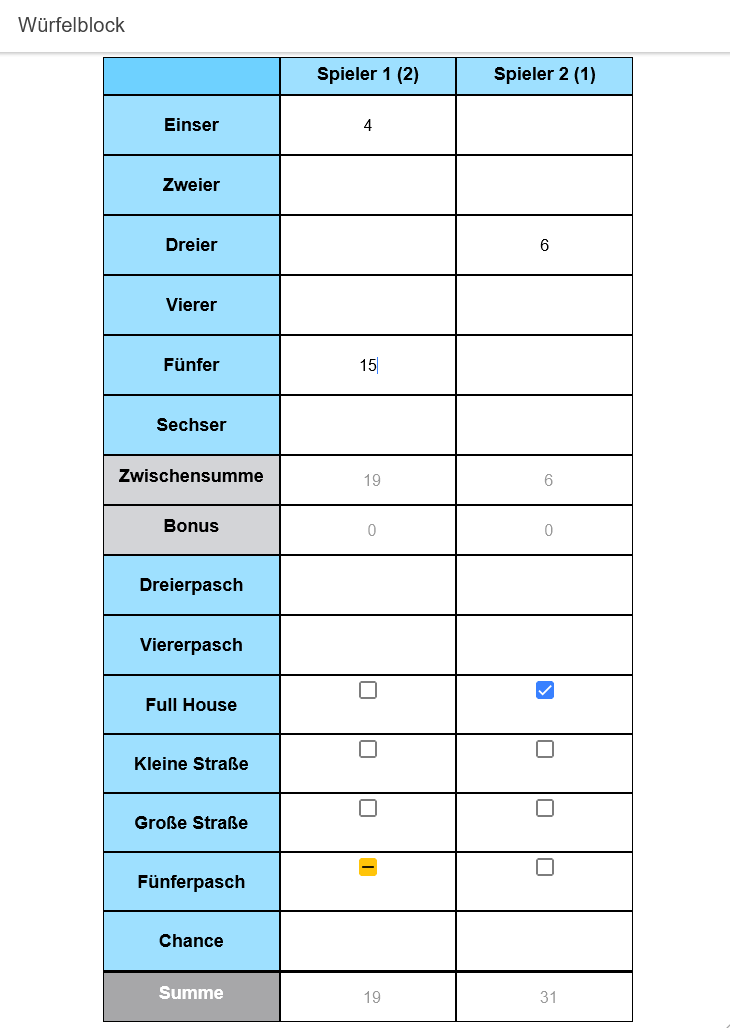 Würfelblock
Spieler 1 (2) Spieler 2 (1)
Einser 4
Zweier
Dreier 6
Vierer
Fünfer 15
Sechser
Zwischensumme 19 6
Bonus 0 0
Dreierpasch
Viererpasch
Full House
Kleine Straße
Große Straße
Fünferpasch
Chance
Summe 19 31